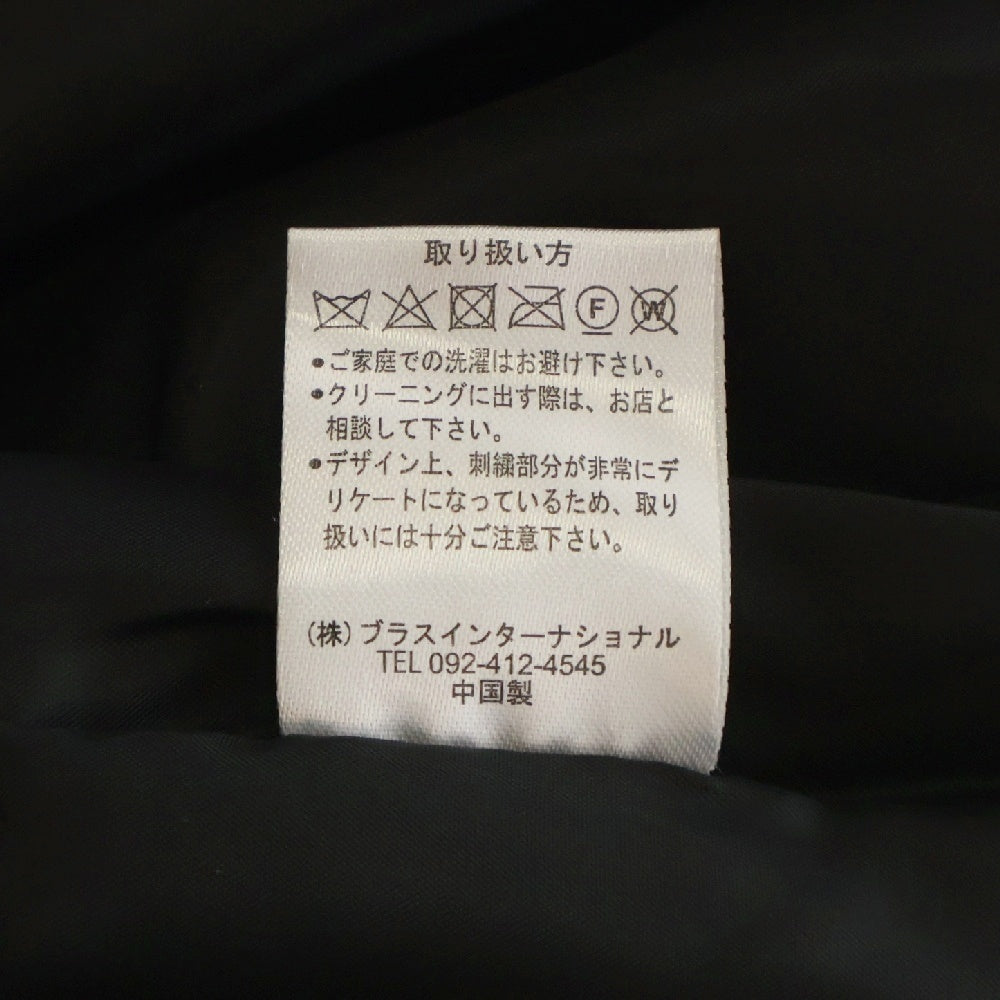 取り扱い方
F W
●ご家庭での洗濯はお避け下さい。
●クリーニングに出す際は、お店と
相談して下さい。
●デザイン上、刺繍部分が非常にデ
リケートになっているため、取り
扱いには十分ご注意下さい。
(株)ブラスインターナショナル
TEL 092-412-4545
中国製